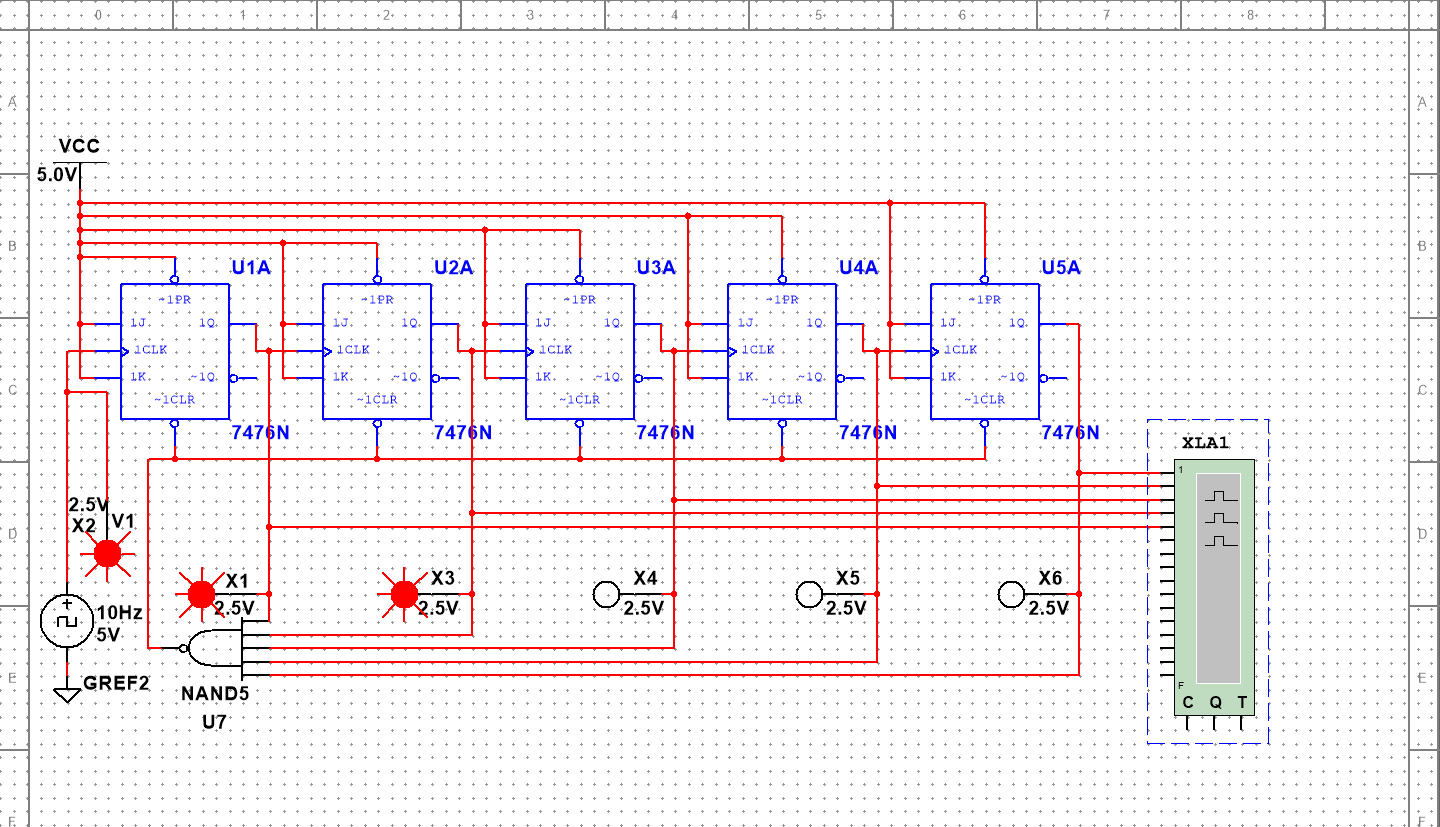 0 1 2 3 4 5 6 7 8
A A
VCC
5.0V
B B
U1A U2A U3A U4A U5A
~1PR ~1PR ~1PR ~1PR ~1PR
1J 1Q 1J 1Q 1J 1Q 1J 1Q 1J 1Q
1CLK 1CLK 1CLK 1CLK 1CLK
1K ~1Q 1K ~1Q 1K ~1Q 1K ~1Q 1K ~1Q
C C
~1CLR ~1CLR ~1CLR ~1CLR ~1CLR
7476N 7476N 7476N 7476N 7476N
XLA1
1
2.5V
X2 V1
D D
X1 X3 X4 X5 X6
2.5V 2.5V 2.5V 2.5V 2.5V
10Hz
5V
GREF2
E E
NAND5
U7
F
C Q T
F F